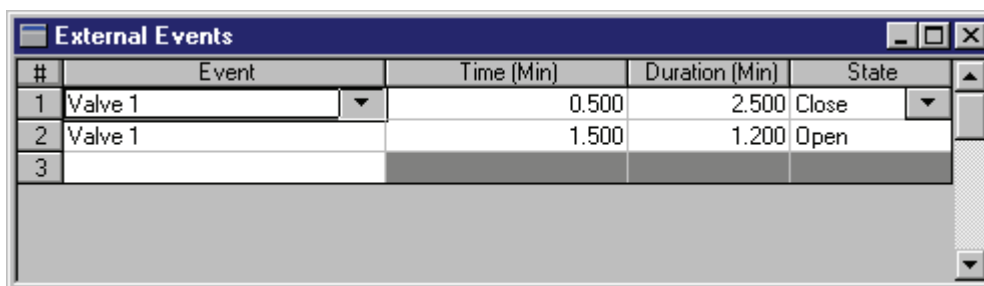 External Events
# Event Time (Min) Duration (Min) State
1 Valve 1 0.500 2.500 Close
2 Valve 1 1.500 1.200 Open
3